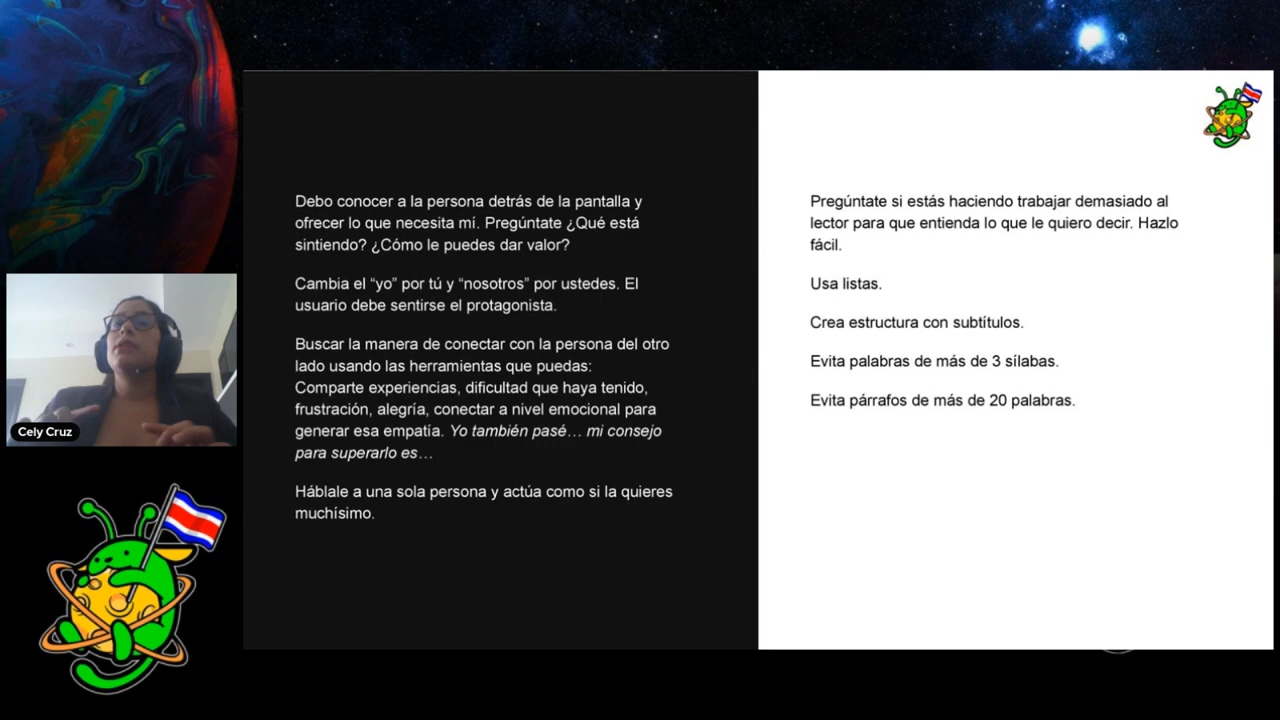 Debo conocer a la persona detrás de la pantalla y
ofrecer lo que necesita mí. Pregúntate ¿Qué está
sintiendo? ¿Cómo le puedes dar valor?
Cambia el “yo” por tú y “nosotros” por ustedes. El
usuario debe sentirse el protagonista.
Buscar la manera de conectar con la persona del otro
lado usando las herramientas que puedas:
Comparte experiencias, dificultad que haya tenido,
frustración, alegría, conectar a nivel emocional para
generar esa empatía. Yo también pasé… mi consejo
para superarlo es…
Háblale a una sola persona y actúa como si la quieres
muchísimo.
Pregúntate si estás haciendo trabajar demasiado al
lector para que entienda lo que le quiero decir. Hazlo
fácil.
Usa listas.
Crea estructura con subtítulos.
Evita palabras de más de 3 sílabas.
Evita párrafos de más de 20 palabras.
Cely Cruz